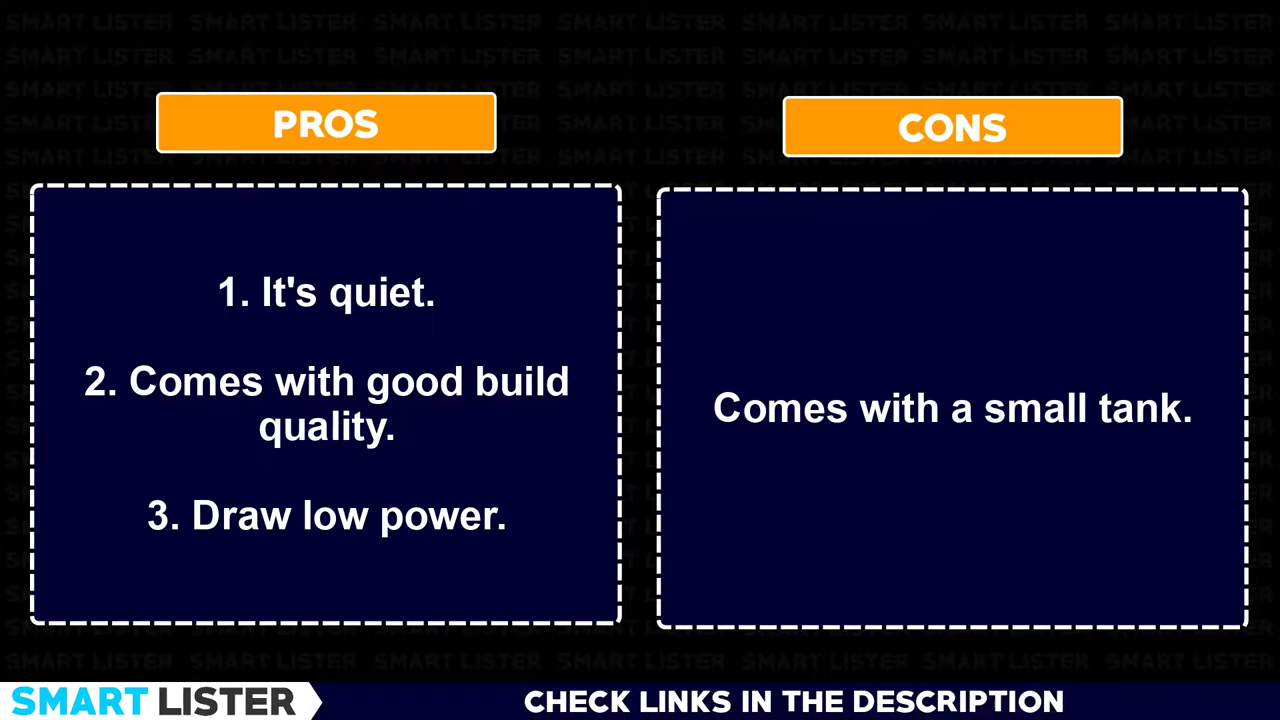 PROS
1. It's quiet.
2. Comes with good build
quality.
3. Draw low power.
CONS
Comes with a small tank.
SMART LISTER
CHECK LINKS IN THE DESCRIPTION